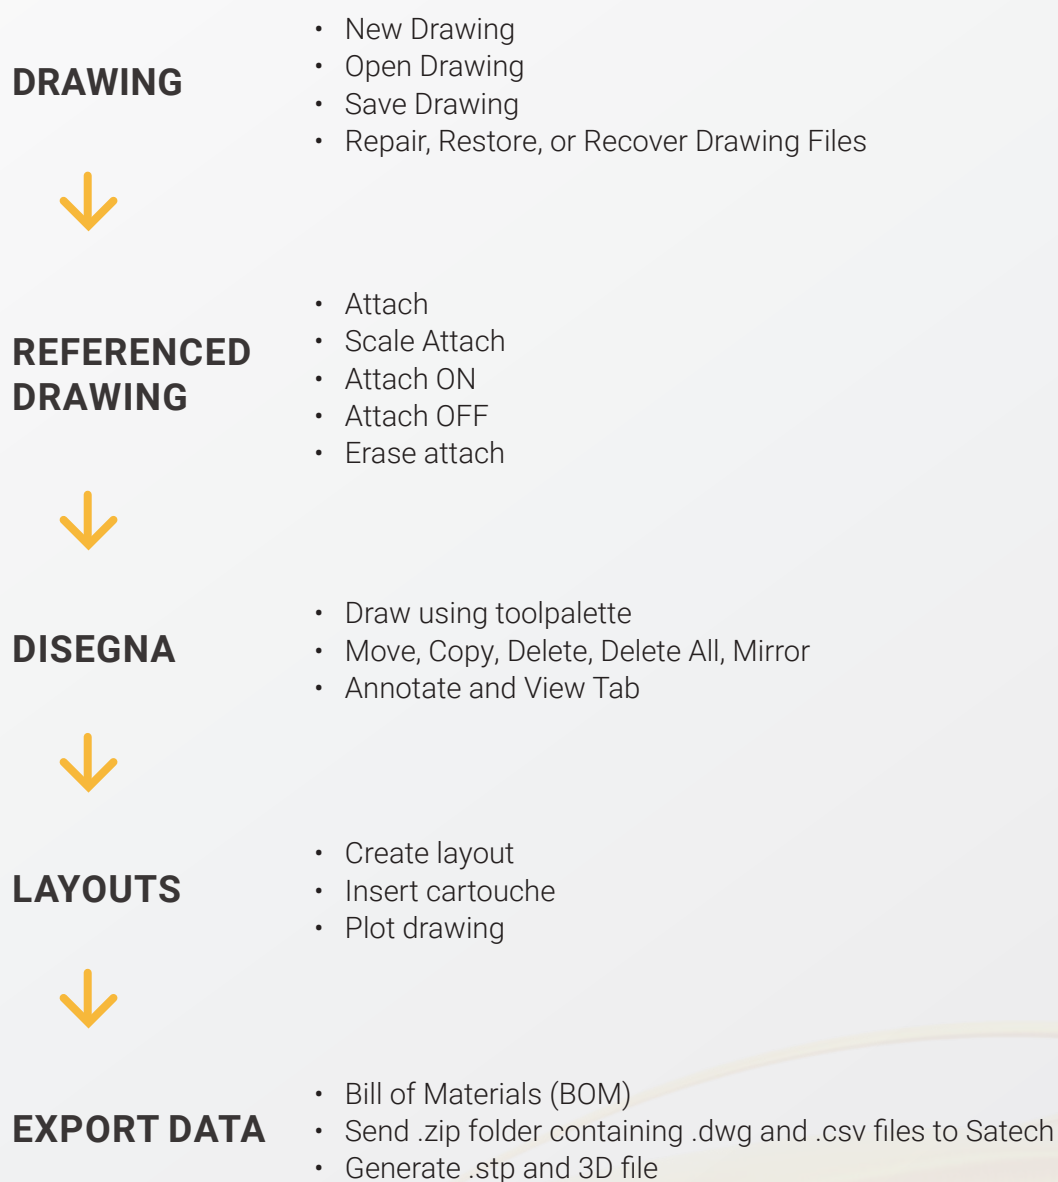 DRAWING
• New Drawing
• Open Drawing
• Save Drawing
• Repair, Restore, or Recover Drawing Files
REFERENCED
DRAWING
• Attach
• Scale Attach
• Attach ON
• Attach OFF
• Erase attach
DISEGNA
• Draw using toolpalette
• Move, Copy, Delete, Delete All, Mirror
• Annotate and View Tab
LAYOUTS
• Create layout
• Insert cartouche
• Plot drawing
EXPORT DATA
• Bill of Materials (BOM)
• Send .zip folder containing .dwg and .csv files to Satech
• Generate .stp and 3D file